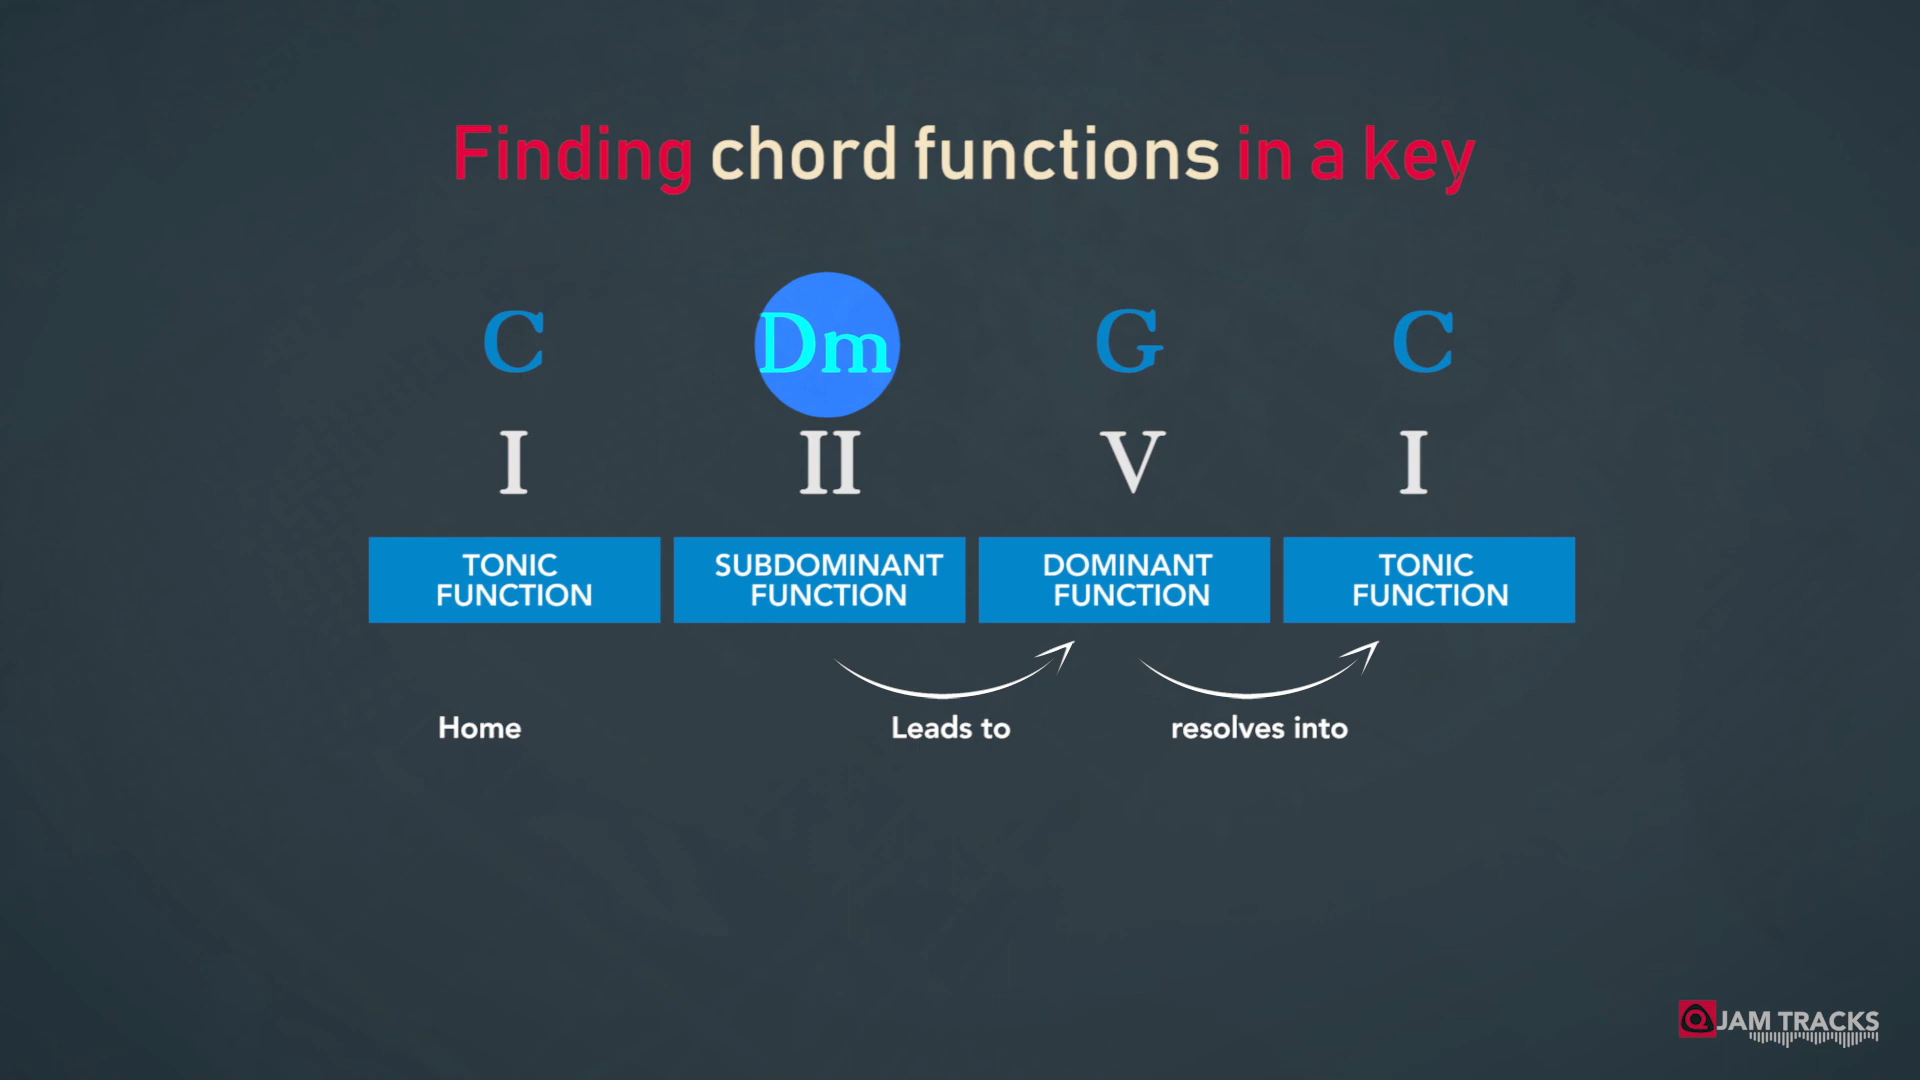 Finding chord functions in a key
C Dm G C
I II V I
TONIC FUNCTION
SUBDOMINANT FUNCTION
DOMINANT FUNCTION
TONIC FUNCTION
Home
Leads to
resolves into
JAM TRACKS